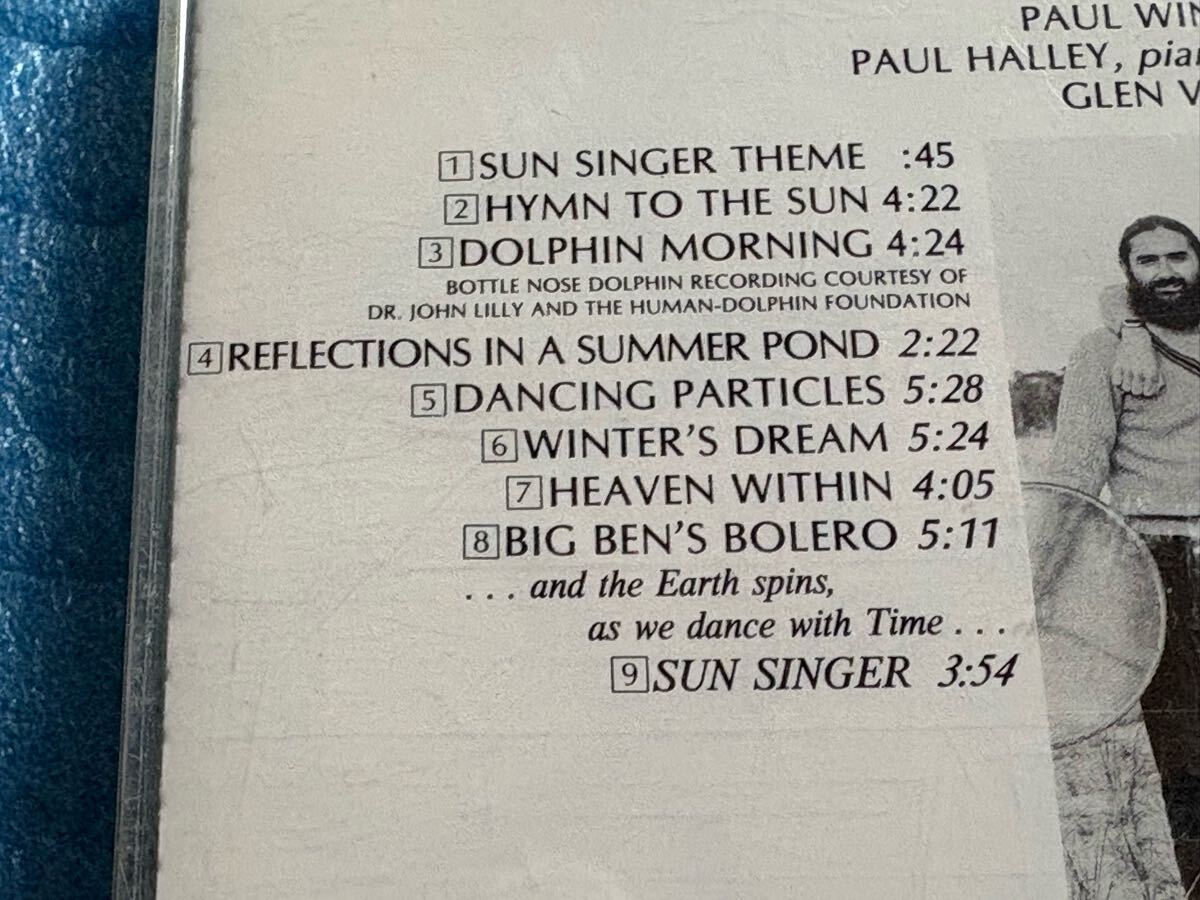 PAUL
PAUL HALLEY,
GLEN
1 SUN SINGER THEME :45
2 HYMN TO THE SUN 4:22
3 DOLPHIN MORNING 4:24
BOTTLE NOSE DOLPHIN RECORDING COURTESY OF
DR. JOHN LILLY AND THE HUMAN-DOLPHIN FOUNDATION
4 REFLECTIONS IN A SUMMER POND 2:22
5 DANCING PARTICLES 5:28
6 WINTER'S DREAM 5:24
7 HEAVEN WITHIN 4:05
8 BIG BEN'S BOLERO 5:11
. . . and the Earth spins,
as we dance with Time . . .
9 SUN SINGER 3:54